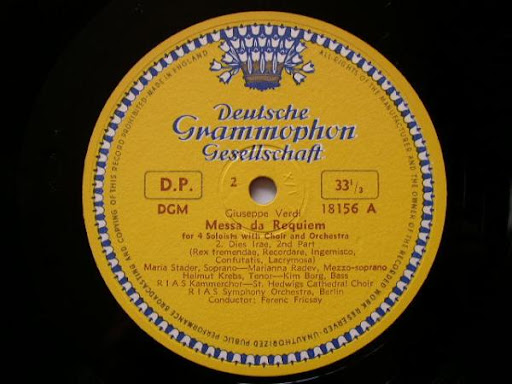 Deutsche
Grammophon
Gesellschaft
D.P.
2
33 1/3
DGM
18156 A
Giuseppe Verdi
Messa da Requiem
for 4 Soloists with Choir and Orchestra
2. Dies Irae, 2nd Part
(Rex tremendae, Recordare, Ingemisco,
Confutatis, Lacrymosa)
Maria Stader, Soprano—Marianna Radev, Mezzo-soprano
Helmut Krebs, Tenor—Kim Borg, Bass
RIAS Kammerchor—St. Hedwigs Cathedral Choir
RIAS Symphony Orchestra, Berlin
Conductor: Ferenc Fricsay
ALL RIGHTS OF THE MANUFACTURER AND THE OWNER OF THE RECORDED WORK RESERVED-UNAUTHORIZED PUBLIC PERFORMANCE BROADCASTING AND COPYING OF THIS RECORD PROHIBITED-MADE IN ENGLAND